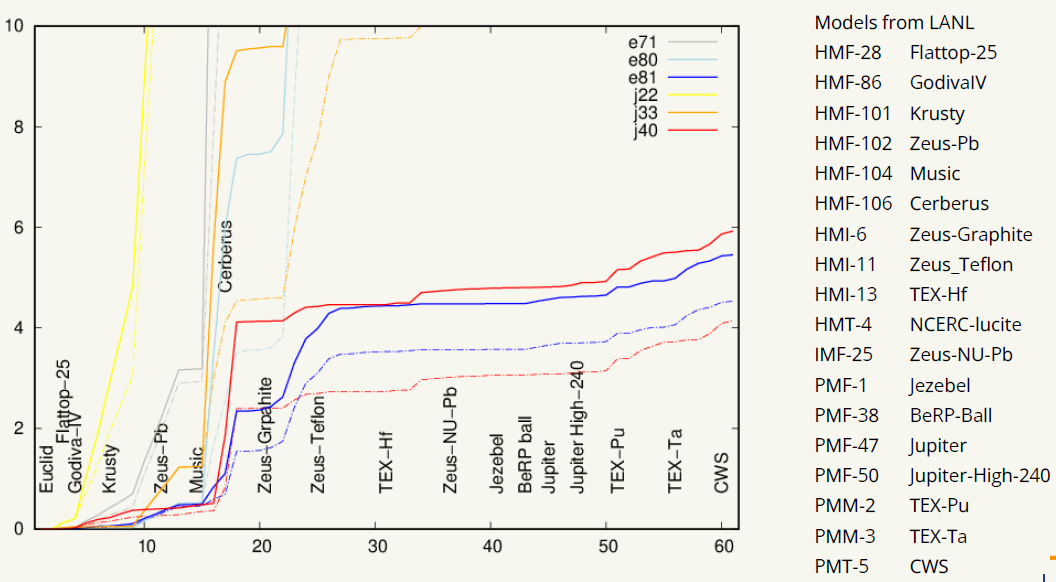 10
8
6
4
2
0
10
20
30
40
50
60
e71
e80
e81
j22
j33
j40
Euclid
Flattop-25
Godiva-IV
Krusty
Zeus-Pb
Music
Cerberus
Zeus-Grpahite
Zeus-Teflon
TEX-Hf
Zeus-NU-Pb
Jezebel
BeRP ball
Jupiter
Jupiter High-240
TEX-Pu
TEX-Ta
CWS
Models from LANL
HMF-28 Flattop-25
HMF-86 GodivaIV
HMF-101 Krusty
HMF-102 Zeus-Pb
HMF-104 Music
HMF-106 Cerberus
HMI-6 Zeus-Graphite
HMI-11 Zeus_Teflon
HMI-13 TEX-Hf
HMT-4 NCERC-lucite
IMF-25 Zeus-NU-Pb
PMF-1 Jezebel
PMF-38 BeRP-Ball
PMF-47 Jupiter
PMF-50 Jupiter-High-240
PMM-2 TEX-Pu
PMM-3 TEX-Ta
PMT-5 CWS